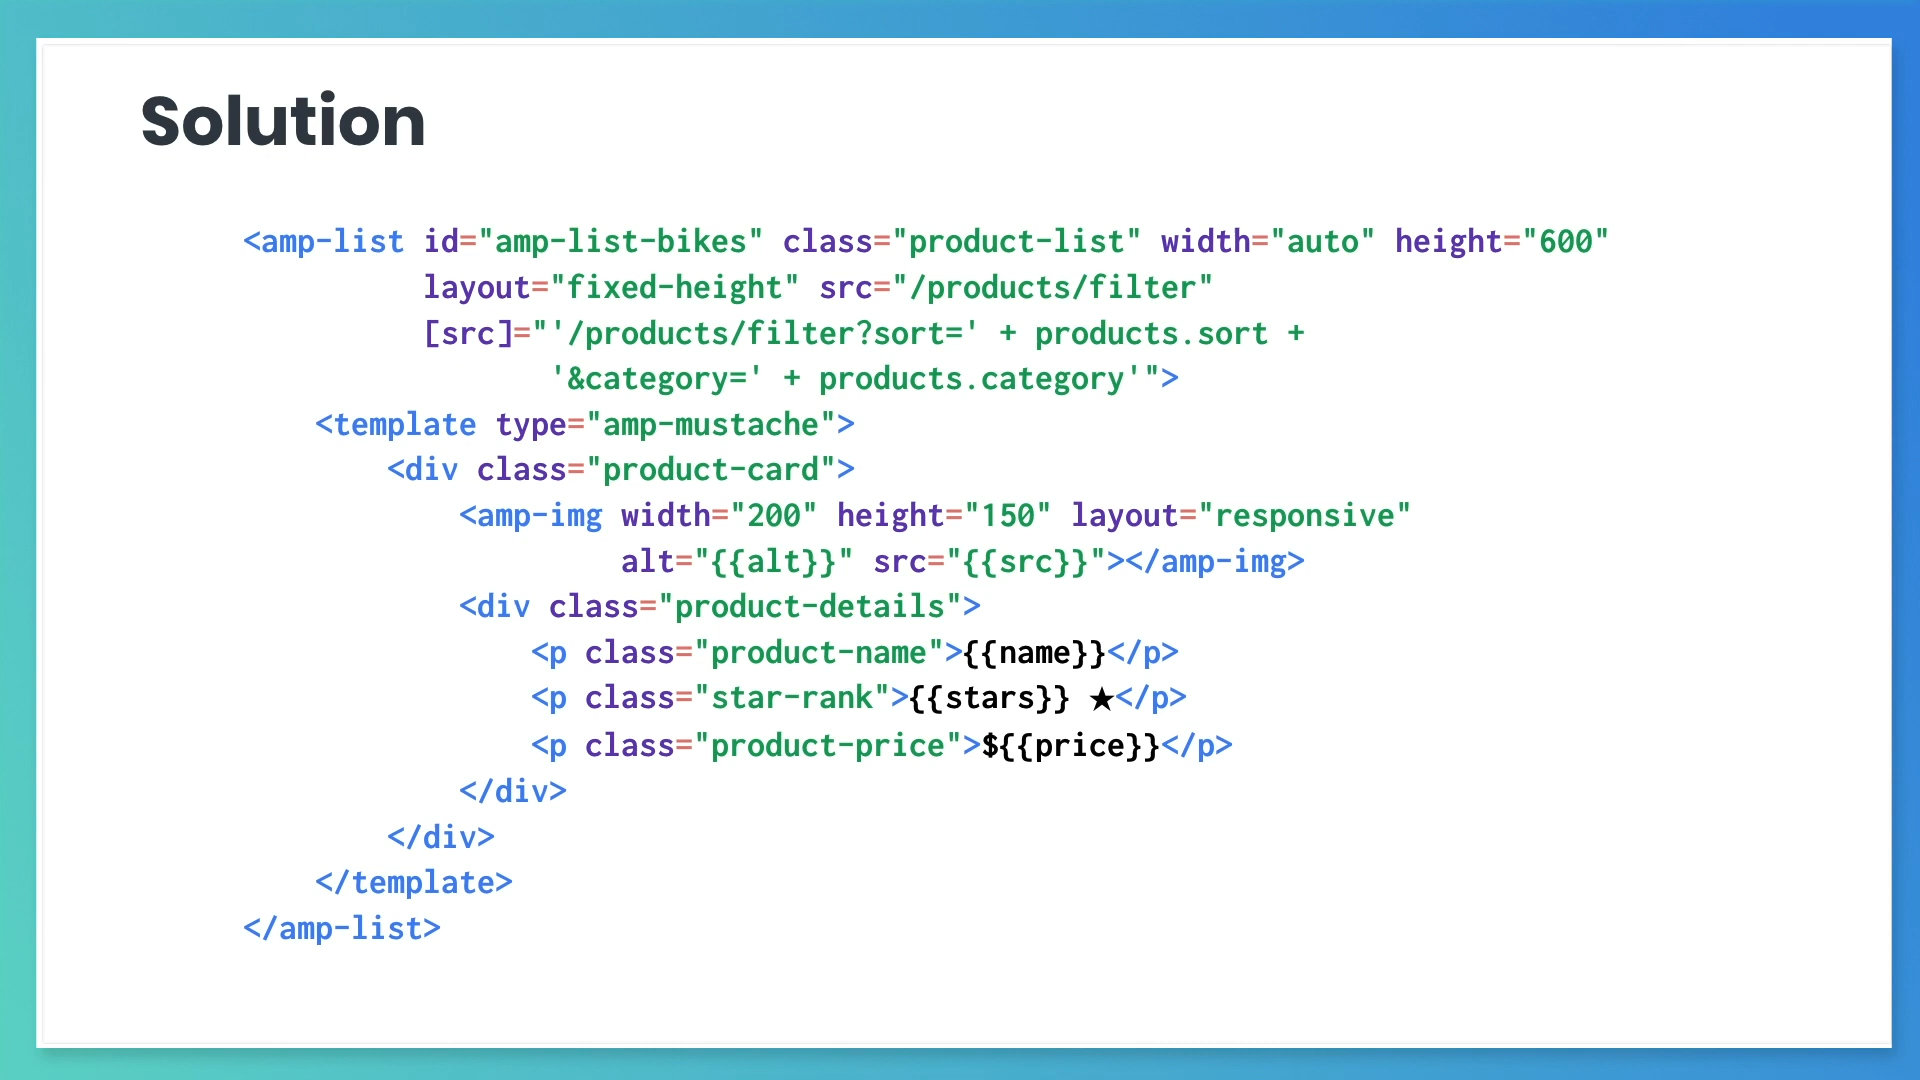 Solution
<amp-list id="amp-list-bikes" class="product-list" width="auto" height="600"
layout="fixed-height" src="/products/filter"
[src]="'/products/filter?sort=' + products.sort +
'&category=' + products.category'">
<template type="amp-mustache">
<div class="product-card">
<amp-img width="200" height="150" layout="responsive"
alt="{{alt}}" src="{{src}}"></amp-img>
<div class="product-details">
<p class="product-name">{{name}}</p>
<p class="star-rank">{{stars}} ★</p>
<p class="product-price">${{price}}</p>
</div>
</div>
</template>
</amp-list>